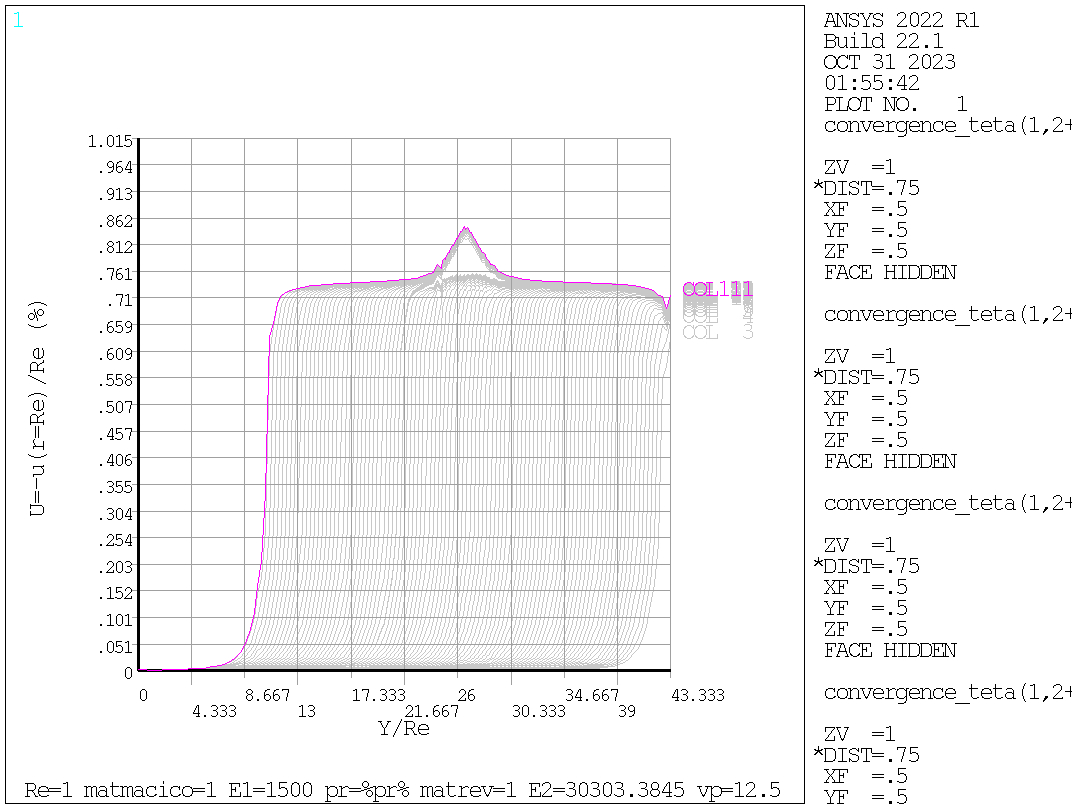 1
ANSYS 2022 R1
Build 22.1
OCT 31 2023
01:55:42
PLOT NO. 1
convergence_teta(1,2+
ZV =1
*DIST=.75
XF =.5
YF =.5
ZF =.5
FACE HIDDEN
convergence_teta(1,2+
ZV =1
*DIST=.75
XF =.5
YF =.5
ZF =.5
FACE HIDDEN
convergence_teta(1,2+
ZV =1
*DIST=.75
XF =.5
YF =.5
ZF =.5
FACE HIDDEN
convergence_teta(1,2+
ZV =1
*DIST=.75
XF =.5
YF =.5
U=-u(r=Re)/Re (%)
1.015
.964
.913
.862
.812
.761
.71
.659
.609
.558
.507
.457
.406
.355
.304
.254
.203
.152
.101
.051
0
COL111
COL 3
0 8.667 17.333 26 34.667 43.333
4.333 13 21.667 30.333 39
Y/Re
Re=1 matmacico=1 E1=1500 pr=%pr% matrev=1 E2=30303.3845 vp=12.5